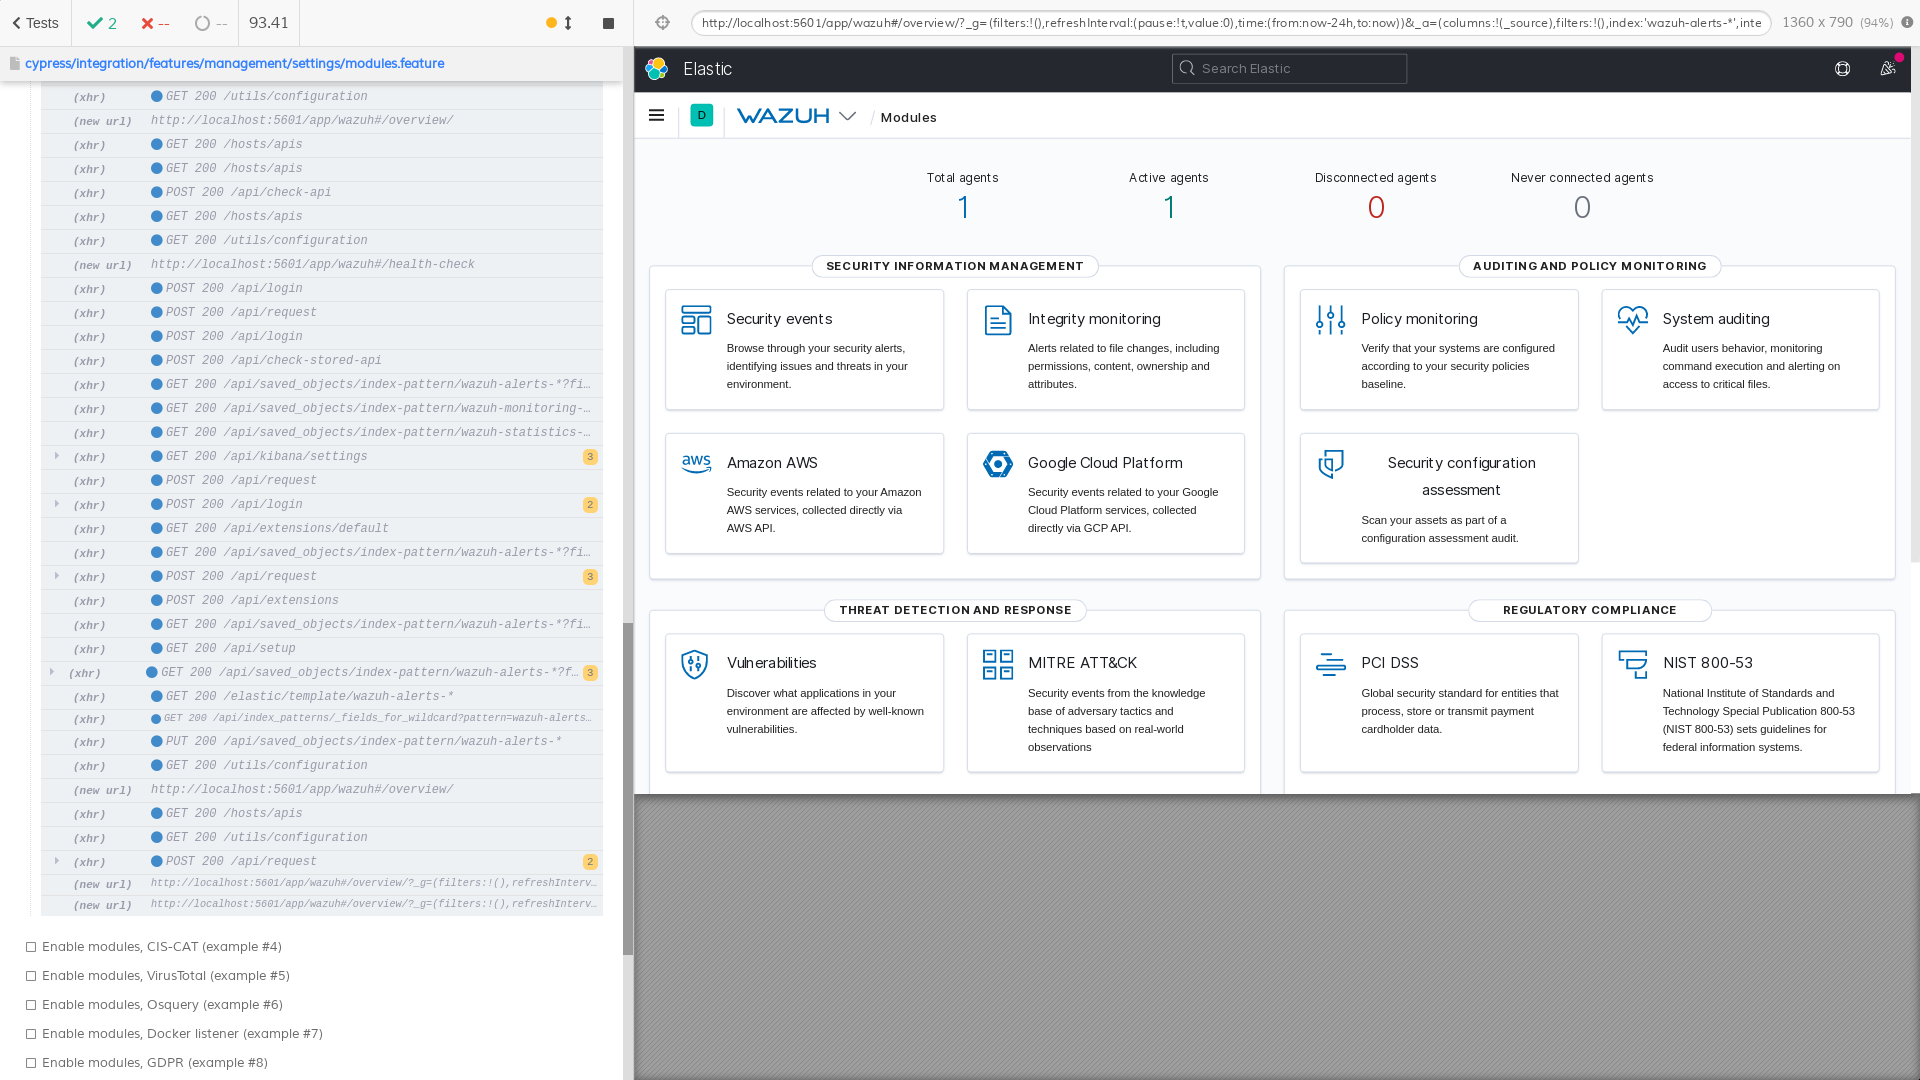 Tests
2
--
--
93.41
cypress/integration/features/management/settings/modules.feature
(xhr) GET 200 /utils/configuration
(new url) http://localhost:5601/app/wazuh#/overview/
(xhr) GET 200 /hosts/apis
(xhr) GET 200 /hosts/apis
(xhr) POST 200 /api/check-api
(xhr) GET 200 /hosts/apis
(xhr) GET 200 /utils/configuration
(new url) http://localhost:5601/app/wazuh#/health-check
(xhr) POST 200 /api/login
(xhr) POST 200 /api/request
(xhr) POST 200 /api/login
(xhr) POST 200 /api/check-stored-api
(xhr) GET 200 /api/saved_objects/index-pattern/wazuh-alerts-*?fi…
(xhr) GET 200 /api/saved_objects/index-pattern/wazuh-monitoring-…
(xhr) GET 200 /api/saved_objects/index-pattern/wazuh-statistics-…
(xhr) GET 200 /api/kibana/settings 3
(xhr) POST 200 /api/request
(xhr) POST 200 /api/login 2
(xhr) GET 200 /api/extensions/default
(xhr) GET 200 /api/saved_objects/index-pattern/wazuh-alerts-*?fi…
(xhr) POST 200 /api/request 3
(xhr) POST 200 /api/extensions
(xhr) GET 200 /api/saved_objects/index-pattern/wazuh-alerts-*?fi…
(xhr) GET 200 /api/setup
(xhr) GET 200 /api/saved_objects/index-pattern/wazuh-alerts-*?f… 3
(xhr) GET 200 /elastic/template/wazuh-alerts-*
(xhr) GET 200 /api/index_patterns/_fields_for_wildcard?pattern=wazuh-alerts…
(xhr) PUT 200 /api/saved_objects/index-pattern/wazuh-alerts-*
(xhr) GET 200 /utils/configuration
(new url) http://localhost:5601/app/wazuh#/overview/
(xhr) GET 200 /hosts/apis
(xhr) GET 200 /utils/configuration
(xhr) POST 200 /api/request 2
(new url) http://localhost:5601/app/wazuh#/overview/?_g=(filters:!(),refreshInterv…
(new url) http://localhost:5601/app/wazuh#/overview/?_g=(filters:!(),refreshInterv…
Enable modules, CIS-CAT (example #4)
Enable modules, VirusTotal (example #5)
Enable modules, Osquery (example #6)
Enable modules, Docker listener (example #7)
Enable modules, GDPR (example #8)
http://localhost:5601/app/wazuh#/overview/?_g=(filters:!(),refreshInterval:(pause:!t,value:0),time:(from:now-24h,to:now))&_a=(columns:!(_source),filters:!(),index:'wazuh-alerts-*',inte
1360 x 790 (94%)
Elastic
Search Elastic
D
WAZUH
/ Modules
Total agents
1
Active agents
1
Disconnected agents
0
Never connected agents
0
SECURITY INFORMATION MANAGEMENT
Security events
Browse through your security alerts,
identifying issues and threats in your
environment.
Integrity monitoring
Alerts related to file changes, including
permissions, content, ownership and
attributes.
aws
Amazon AWS
Security events related to your Amazon
AWS services, collected directly via
AWS API.
Google Cloud Platform
Security events related to your Google
Cloud Platform services, collected
directly via GCP API.
AUDITING AND POLICY MONITORING
Policy monitoring
Verify that your systems are configured
according to your security policies
baseline.
System auditing
Audit users behavior, monitoring
command execution and alerting on
access to critical files.
Security configuration
assessment
Scan your assets as part of a
configuration assessment audit.
THREAT DETECTION AND RESPONSE
Vulnerabilities
Discover what applications in your
environment are affected by well-known
vulnerabilities.
MITRE ATT&CK
Security events from the knowledge
base of adversary tactics and
techniques based on real-world
observations
REGULATORY COMPLIANCE
PCI DSS
Global security standard for entities that
process, store or transmit payment
cardholder data.
NIST 800-53
National Institute of Standards and
Technology Special Publication 800-53
(NIST 800-53) sets guidelines for
federal information systems.